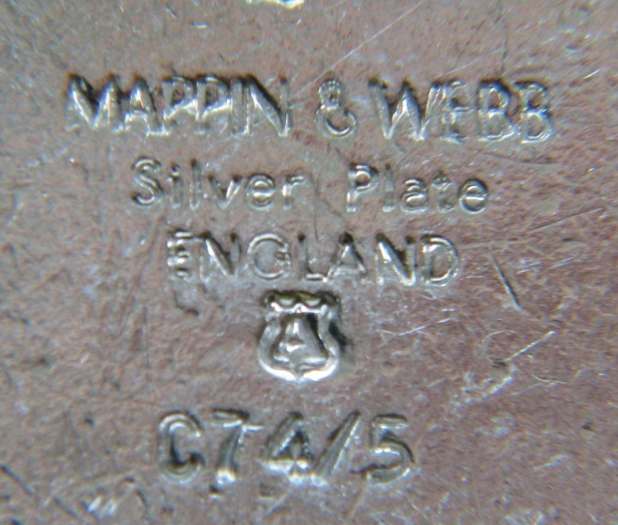 MAPPIN & WEBB
Silver Plate
ENGLAND
A
C74/5